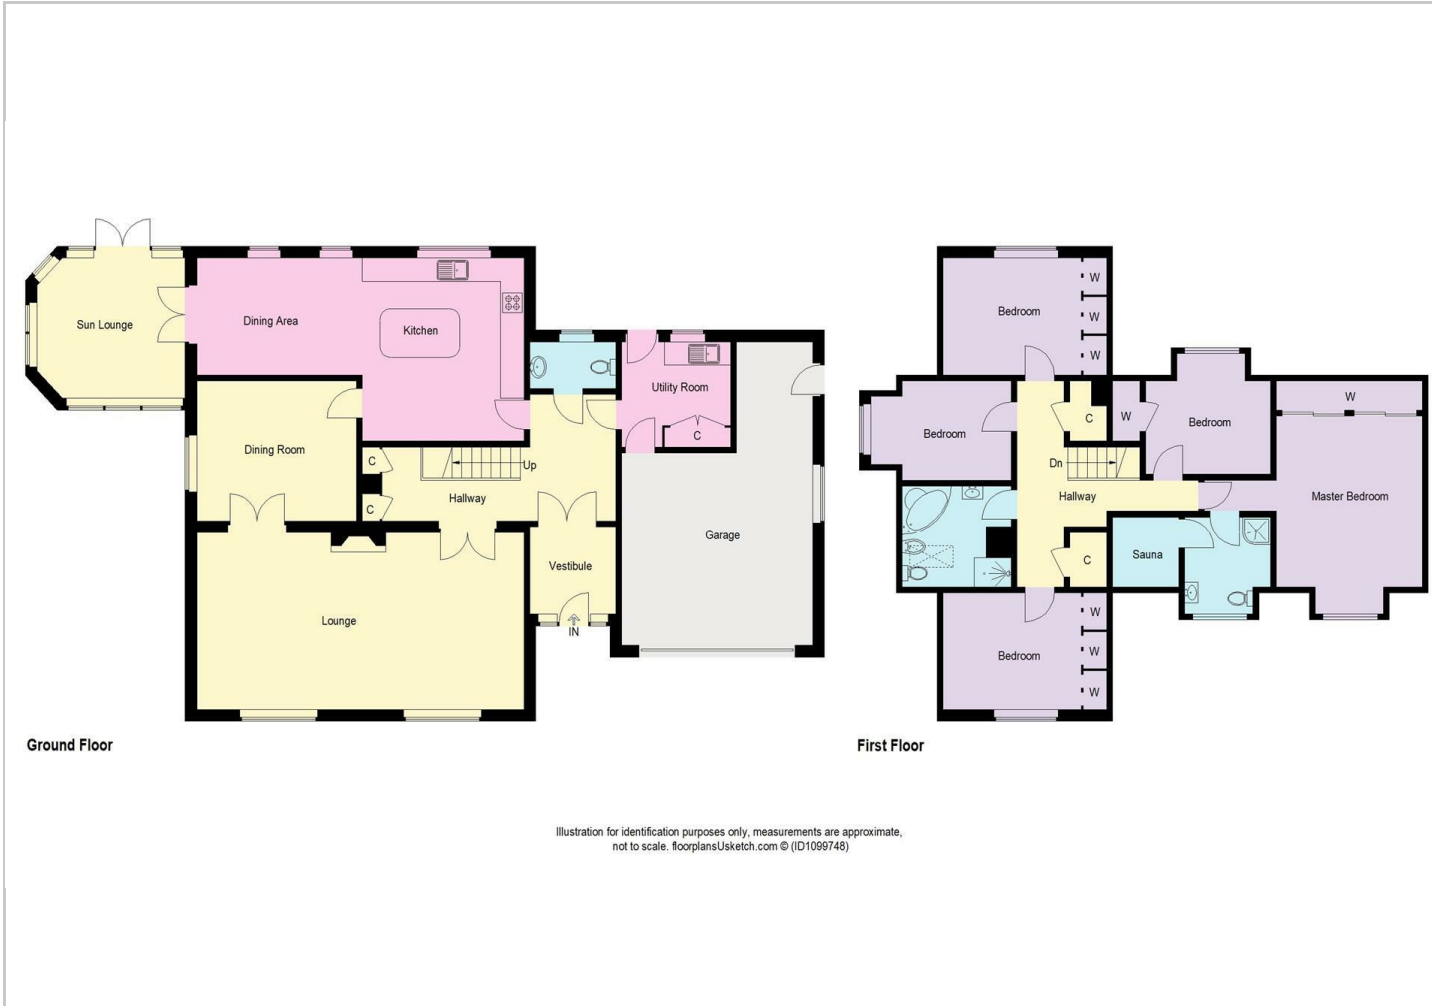 Sun Lounge
Dining Area
Kitchen
Utility Room
C
Dining Room
C
C
Up
Hallway
Garage
Vestibule
Lounge
IN
Ground Floor
Bedroom
W
W
W
W
Bedroom
C
W
Bedroom
Dn
Hallway
Master Bedroom
Sauna
C
Bedroom
W
W
W
First Floor
Illustration for identification purposes only, measurements are approximate,
not to scale. floorplansUsketch.com © (ID1099748)